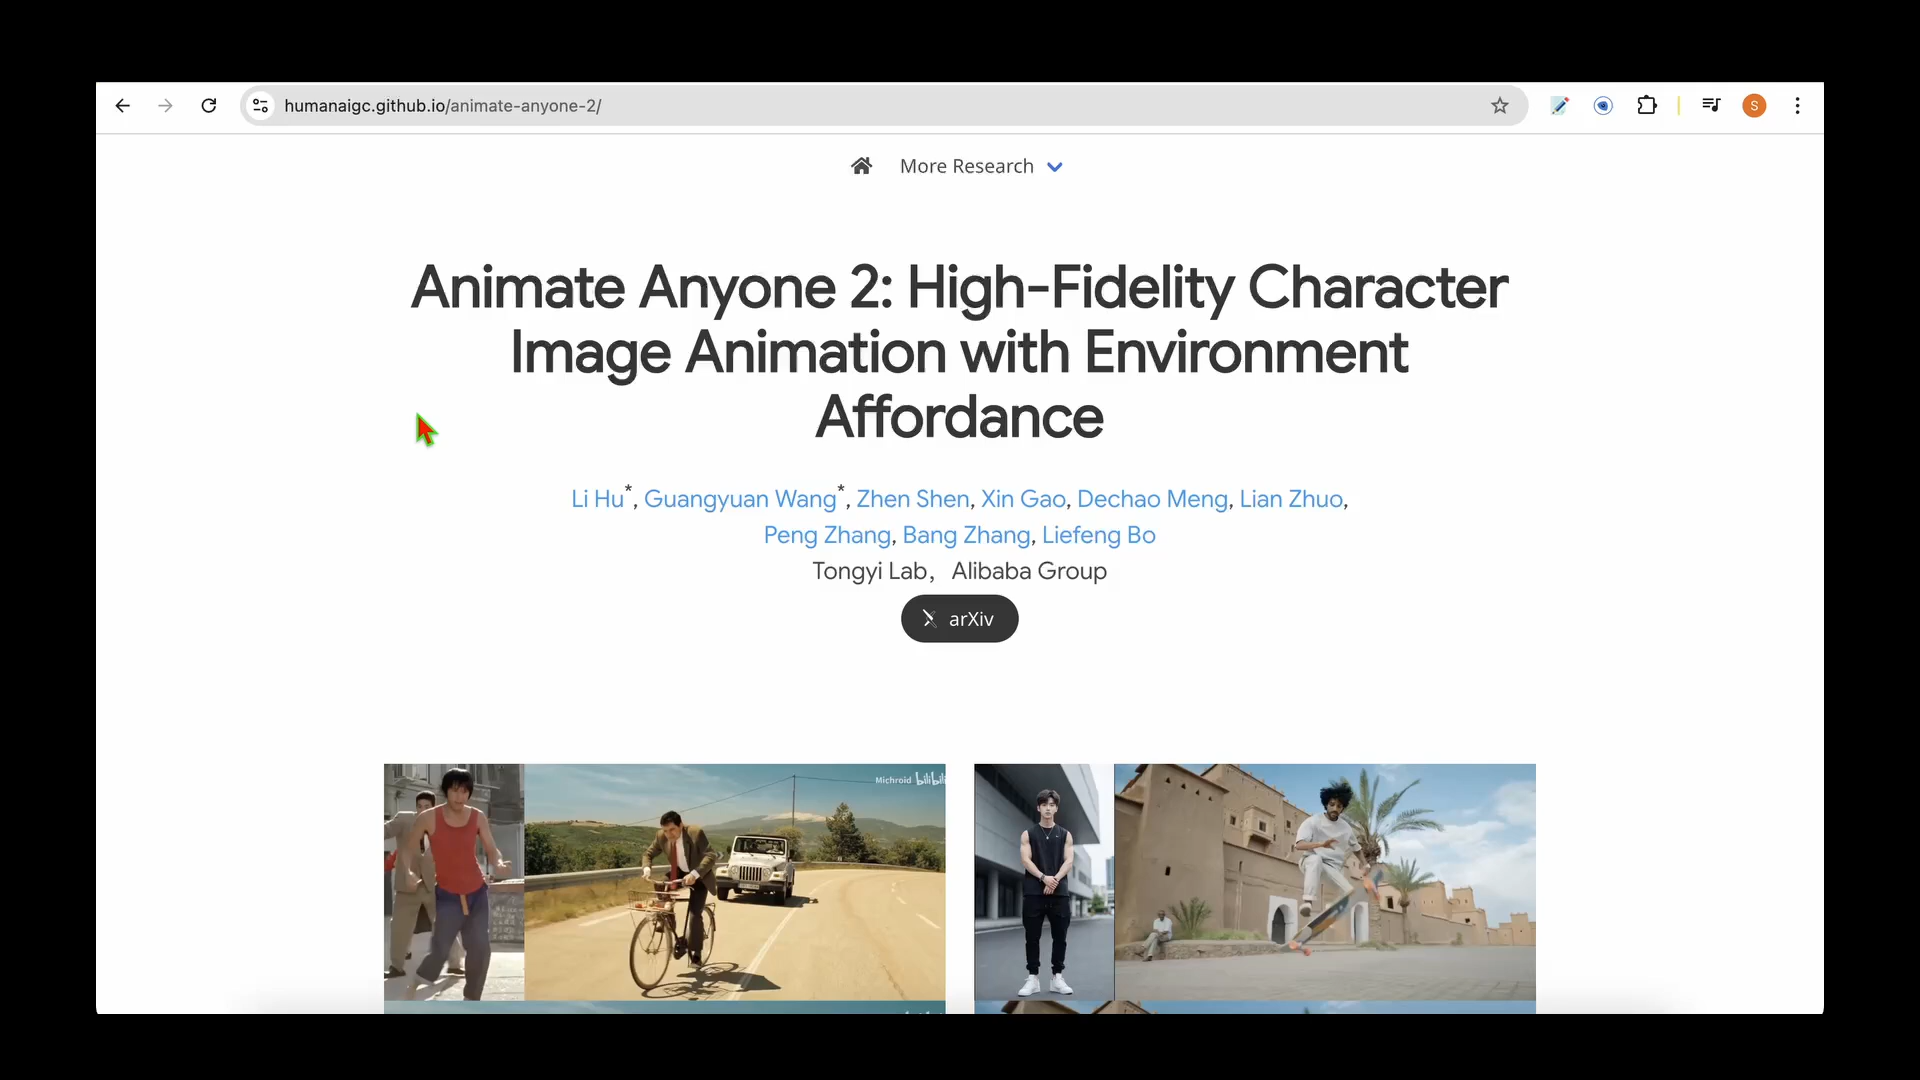 humanaigc.github.io/animate-anyone-2/
S
More Research
Animate Anyone 2: High-Fidelity Character
Image Animation with Environment
Affordance
Li Hu*, Guangyuan Wang*, Zhen Shen, Xin Gao, Dechao Meng, Lian Zhuo,
Peng Zhang, Bang Zhang, Liefeng Bo
Tongyi Lab， Alibaba Group
arXiv
Michroid bilibili